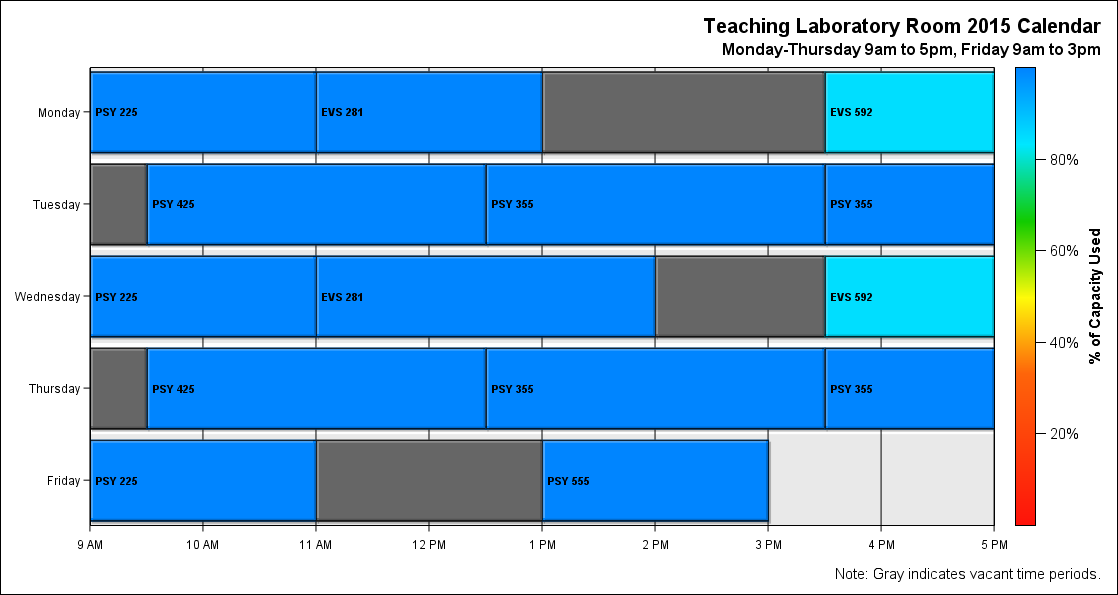 Teaching Laboratory Room 2015 Calendar
Monday-Thursday 9am to 5pm, Friday 9am to 3pm
Monday
PSY 225
EVS 281
EVS 592
Tuesday
PSY 425
PSY 355
PSY 355
Wednesday
PSY 225
EVS 281
EVS 592
Thursday
PSY 425
PSY 355
PSY 355
Friday
PSY 225
PSY 555
9 AM
10 AM
11 AM
12 PM
1 PM
2 PM
3 PM
4 PM
5 PM
80%
60%
40%
20%
% of Capacity Used
Note: Gray indicates vacant time periods.